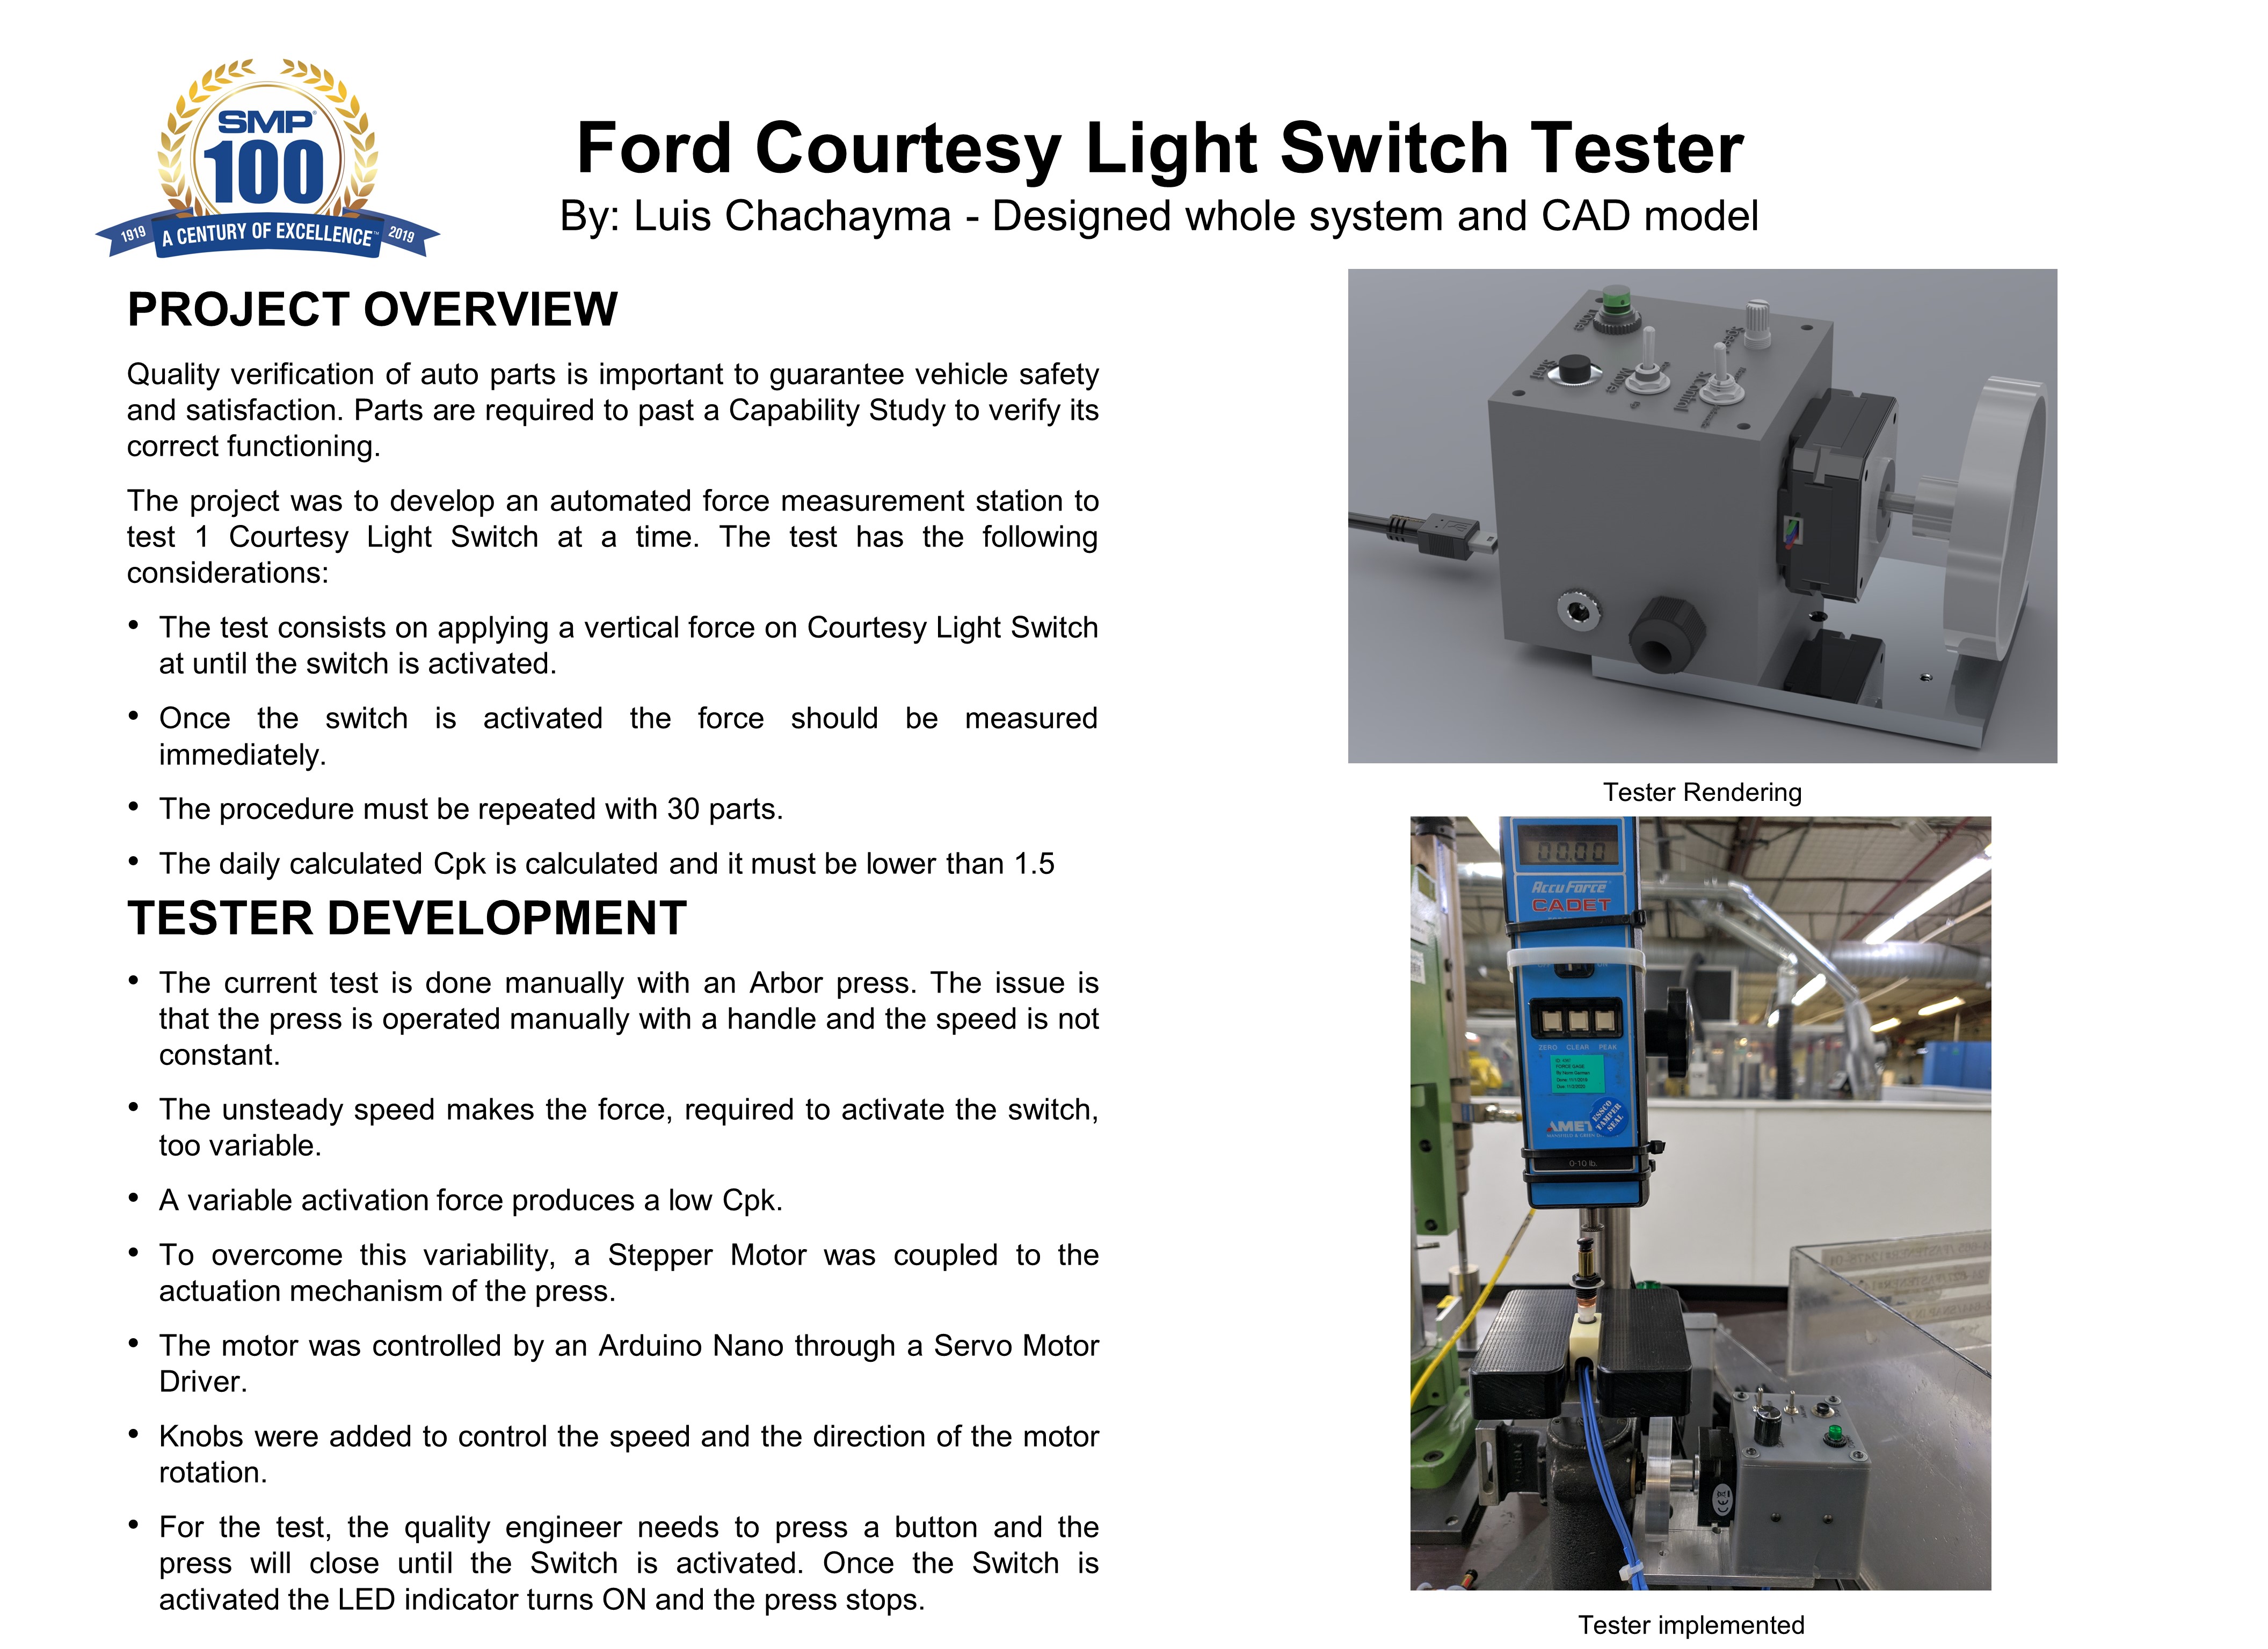 SMP
100
1919 A CENTURY OF EXCELLENCE™ 2019
Ford Courtesy Light Switch Tester
By: Luis Chachayma - Designed whole system and CAD model
PROJECT OVERVIEW
Quality verification of auto parts is important to guarantee vehicle safety
and satisfaction. Parts are required to past a Capability Study to verify its
correct functioning.
The project was to develop an automated force measurement station to
test 1 Courtesy Light Switch at a time. The test has the following
considerations:
• The test consists on applying a vertical force on Courtesy Light Switch
at until the switch is activated.
• Once the switch is activated the force should be measured
immediately.
• The procedure must be repeated with 30 parts.
• The daily calculated Cpk is calculated and it must be lower than 1.5
TESTER DEVELOPMENT
• The current test is done manually with an Arbor press. The issue is
that the press is operated manually with a handle and the speed is not
constant.
• The unsteady speed makes the force, required to activate the switch,
too variable.
• A variable activation force produces a low Cpk.
• To overcome this variability, a Stepper Motor was coupled to the
actuation mechanism of the press.
• The motor was controlled by an Arduino Nano through a Servo Motor
Driver.
• Knobs were added to control the speed and the direction of the motor
rotation.
• For the test, the quality engineer needs to press a button and the
press will close until the Switch is activated. Once the Switch is
activated the LED indicator turns ON and the press stops.
Tester Rendering
00.00
AccuForce
CADET
ZERO CLEAR PEAK
FORCE GAGE
ESSCO
TAMPER
SEAL
AMET
0-10 lb.
CE
Tester implemented